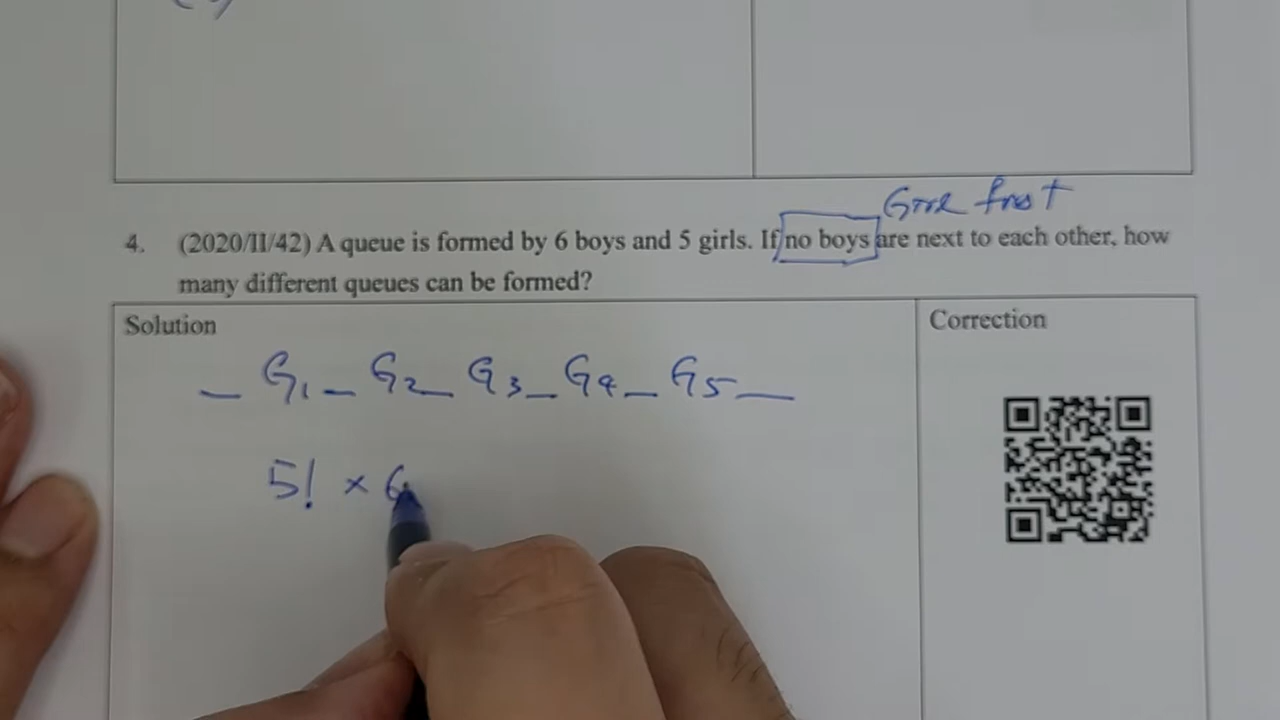 Girl first
4. (2020/II/42) A queue is formed by 6 boys and 5 girls. If no boys are next to each other, how
many different queues can be formed?
Solution
Correction
_ G1 _ G2 _ G3 _ G4 _ G5 _
5! × 6